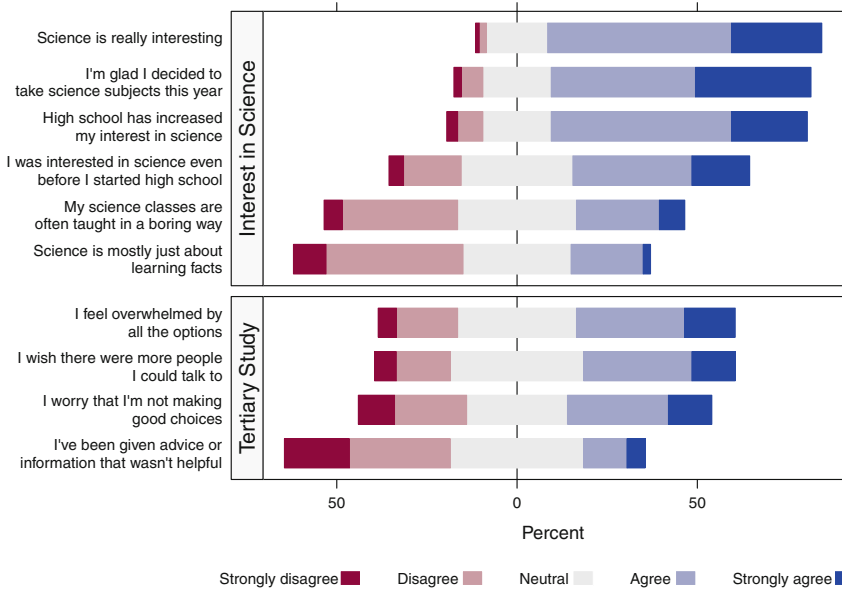 Science is really interesting
I'm glad I decided to
take science subjects this year
High school has increased
my interest in science
I was interested in science even
before I started high school
My science classes are
often taught in a boring way
Science is mostly just about
learning facts
Interest in Science
I feel overwhelmed by
all the options
I wish there were more people
I could talk to
I worry that I'm not making
good choices
I've been given advice or
information that wasn't helpful
Tertiary Study
50 0 50
Percent
Strongly disagree Disagree Neutral Agree Strongly agree